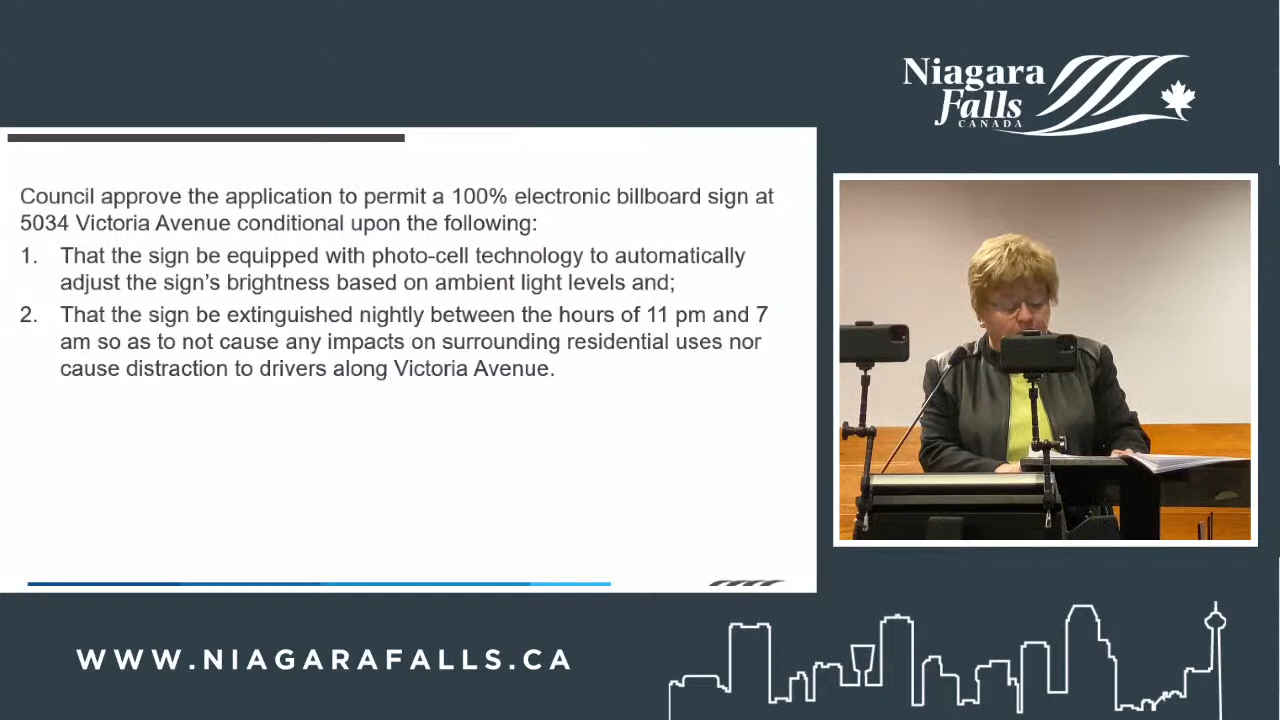 Niagara
Falls
CANADA
Council approve the application to permit a 100% electronic billboard sign at
5034 Victoria Avenue conditional upon the following:
1. That the sign be equipped with photo-cell technology to automatically
adjust the sign's brightness based on ambient light levels and;
2. That the sign be extinguished nightly between the hours of 11 pm and 7
am so as to not cause any impacts on surrounding residential uses nor
cause distraction to drivers along Victoria Avenue.
WWW.NIAGARAFALLS.CA